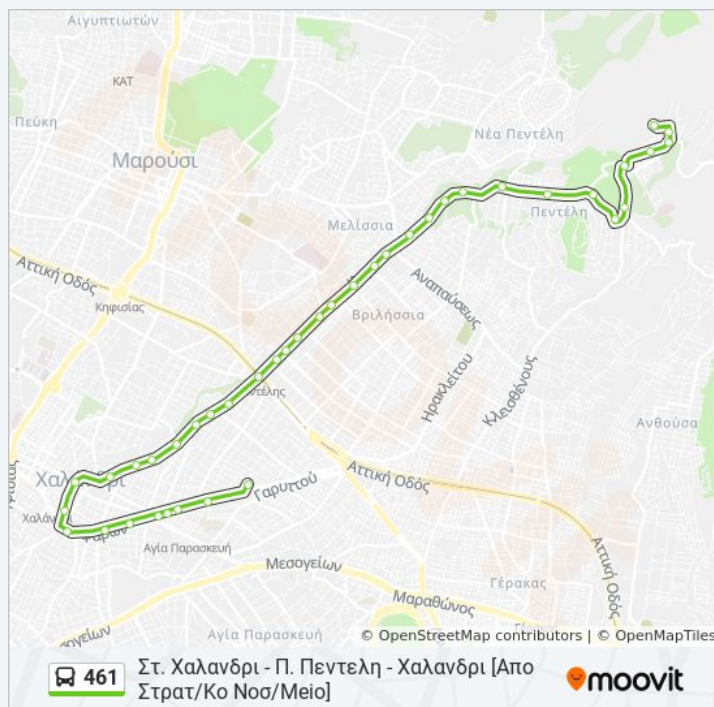 Αιγυπτιωτών
ΚΑΤ
Πεύκη
Μαρούσι
Νέα Πεντέλη
Πεντέλη
Μελίσσια
Αττική Οδός
Κηφισίας
Αναπαύσεως
Βριλήσσια
Ηρακλείτου
Κλεισθένους
Ανθούσα
Γαρυττού
Αττική Οδός
Αγία Παρασκευή
Μεσογείων
Γέρακας
Αττική Οδός
Μαραθώνος
Αγία Παρασκευή
© OpenStreetMap contributors | © OpenMapTiles
461
Στ. Χαλανδρι - Π. Πεντελη - Χαλανδρι [Απο
Στρατ/Κο Νοσ/Meio]
moovit